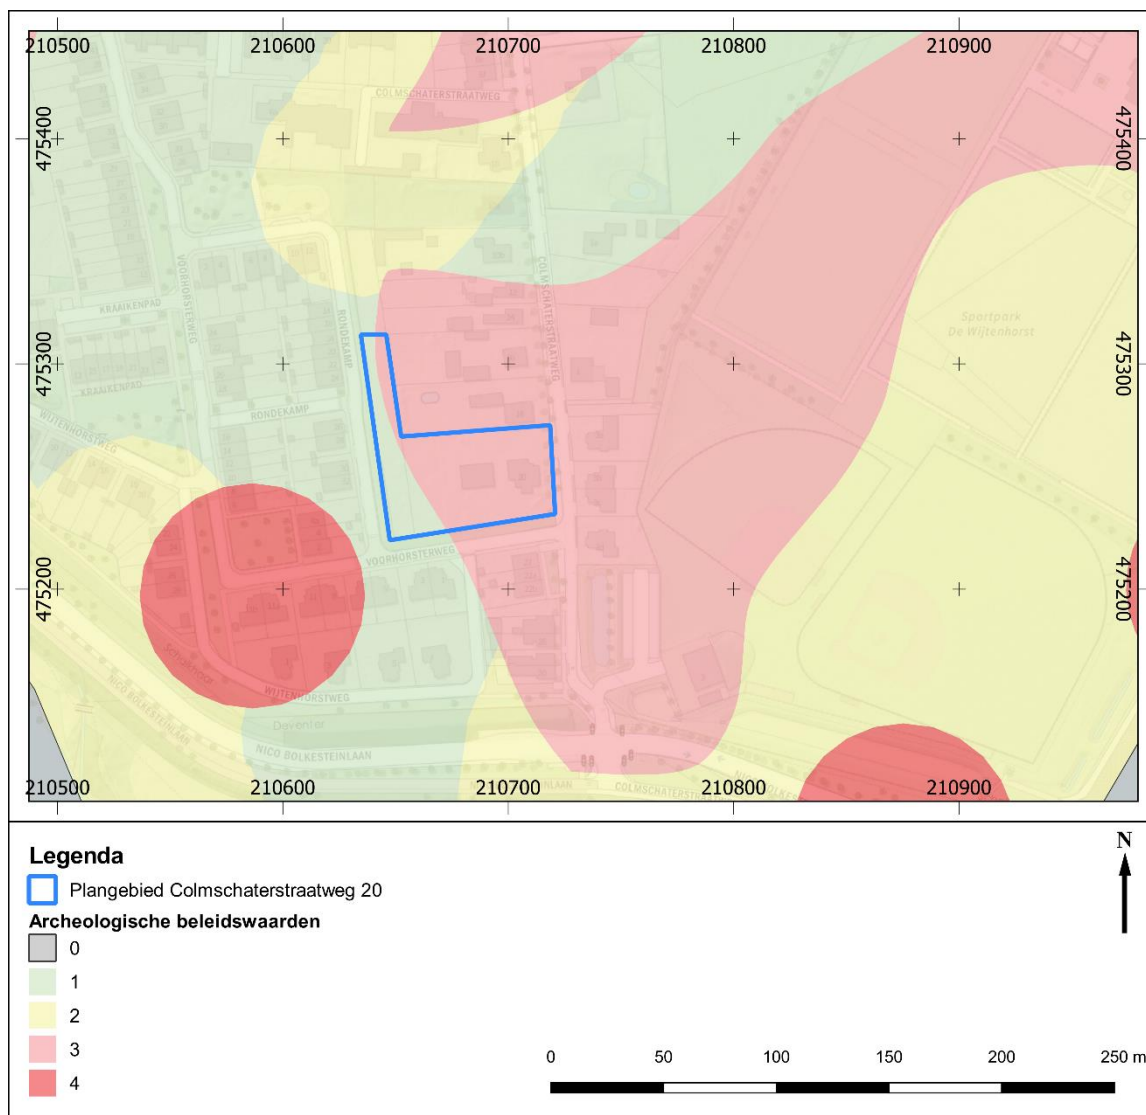 210500
210600
210700
210800
210900
475400
475400
COLMSCHATERSTRAATWEG
VOORHORSTERWEG
KRAAIKENPAD
RONDEKAMP
COLMSCHATERSTRAATWEG
Sportpark
De Wijtenhorst
475300
475300
KRAAIKENPAD
RONDEKAMP
WIJTENHORSTWEG
VOORHORSTERWEG
475200
475200
Schaikhof
WIJTENHORSTWEG
NICO BOLKESTEINLAAN
Deventer
NICO BOLKESTEINLAAN
210500
210600
210700
210800
210900
COLMSCHATERSTRAATWEG
Legenda
Plangebied Colmschaterstraatweg 20
Archeologische beleidswaarden
0
1
2
3
4
N
0 50 100 150 200 250 m